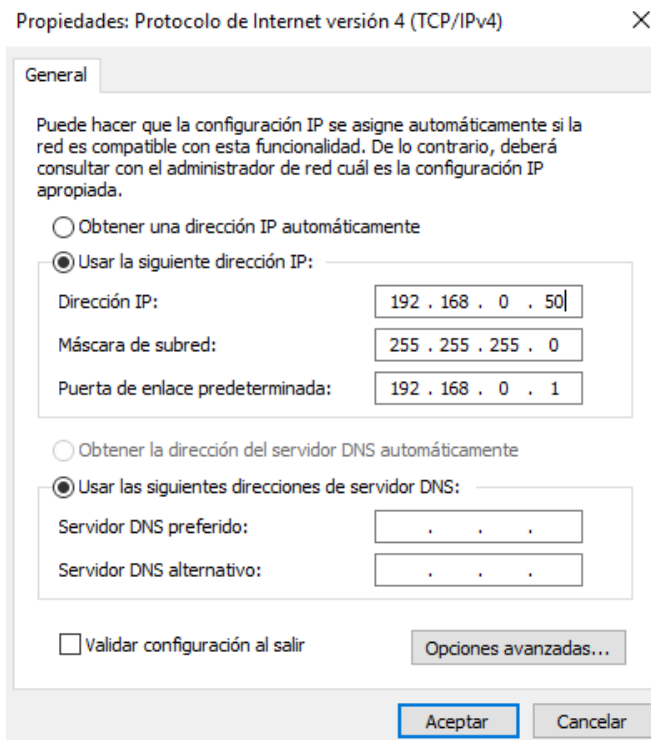 Propiedades: Protocolo de Internet versión 4 (TCP/IPv4)
General
Puede hacer que la configuración IP se asigne automáticamente si la
red es compatible con esta funcionalidad. De lo contrario, deberá
consultar con el administrador de red cuál es la configuración IP
apropiada.
Obtener una dirección IP automáticamente
Usar la siguiente dirección IP:
Dirección IP: 192 . 168 . 0 . 50
Máscara de subred: 255 . 255 . 255 . 0
Puerta de enlace predeterminada: 192 . 168 . 0 . 1
Obtener la dirección del servidor DNS automáticamente
Usar las siguientes direcciones de servidor DNS:
Servidor DNS preferido: . . .
Servidor DNS alternativo: . . .
Validar configuración al salir
Opciones avanzadas...
Aceptar Cancelar